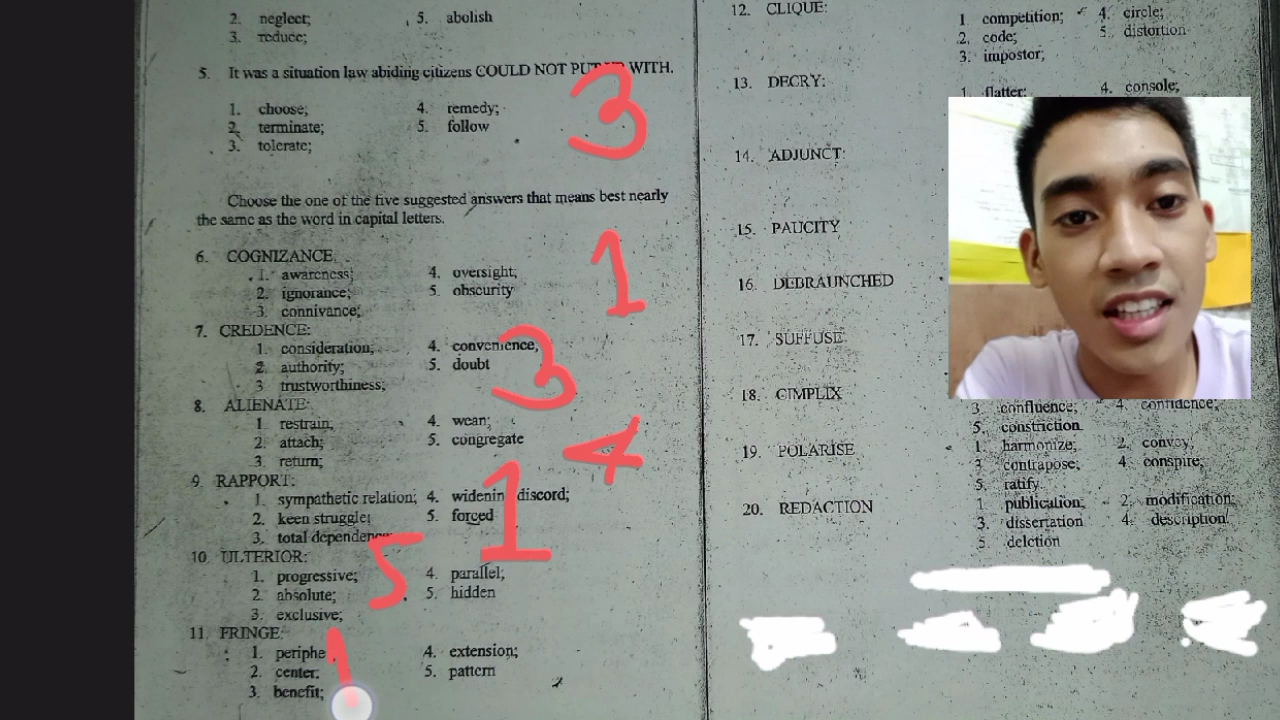 2. neglect; 5. abolish
3. reduce;
5. It was a situation law abiding citizens COULD NOT PUT UP WITH.
1. choose; 4. remedy;
2. terminate; 5. follow
3. tolerate;
3
Choose the one of the five suggested answers that means best nearly
the same as the word in capital letters.
6. COGNIZANCE
1. awareness; 4. oversight;
2. ignorance; 5. obscurity
3. connivance;
1
7. CREDENCE:
1. consideration; 4. convenience,
2. authority; 5. doubt
3 trustworthiness;
3
8. ALIENATE:
1 restrain, 4. wean;
2. attach; 5. congregate
3. return;
4
9. RAPPORT:
1. sympathetic relation; 4. widening discord;
2. keen struggle; 5. forced
3. total dependence
1
10. ULTERIOR:
1. progressive; 4. parallel;
2. absolute; 5. hidden
3. exclusive;
5
11. FRINGE:
1. periphe 4. extension;
2. center; 5. pattern
3. benefit;
1
12. CLIQUE:
1 competition; 4. circle;
2. code; 5. distortion
3. impostor;
13. DECRY:
1. flatter; 4. console;
14. ADJUNCT:
15. PAUCITY
16. DEBRAUNCHED
17. SUFFUSE
18. CIMPLIX
3. confluence; 4. confidence;
5. constriction
19. POLARISE
1. harmonize; 2. convoy;
3 contrapose; 4. conspire,
5. ratify
20. REDACTION
1 publication; 2. modification;
3. dissertation 4. description
5. deletion